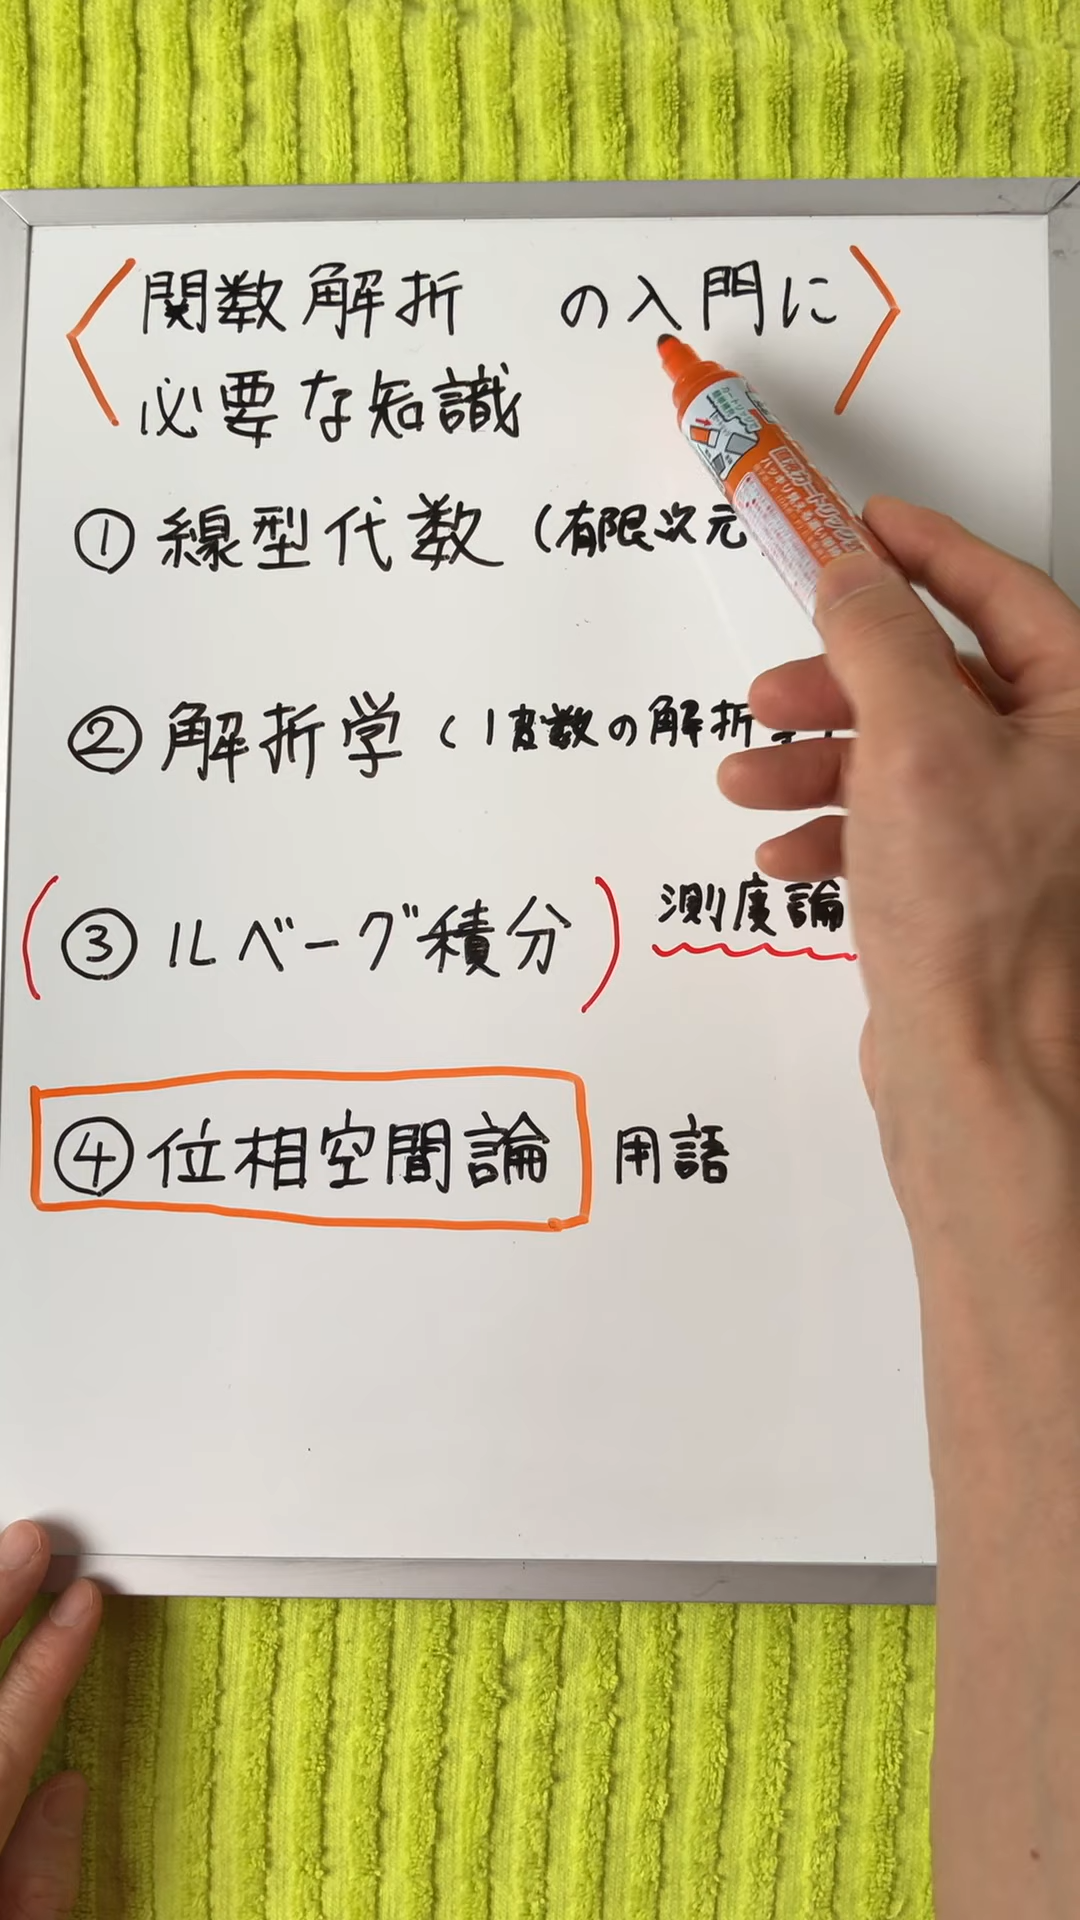 関数解析 の入門に
必要な知識
① 線型代数 (有限次元
② 解析学 (1変数の解析学)
(③ ルベーグ積分) 測度論
④ 位相空間論 用語